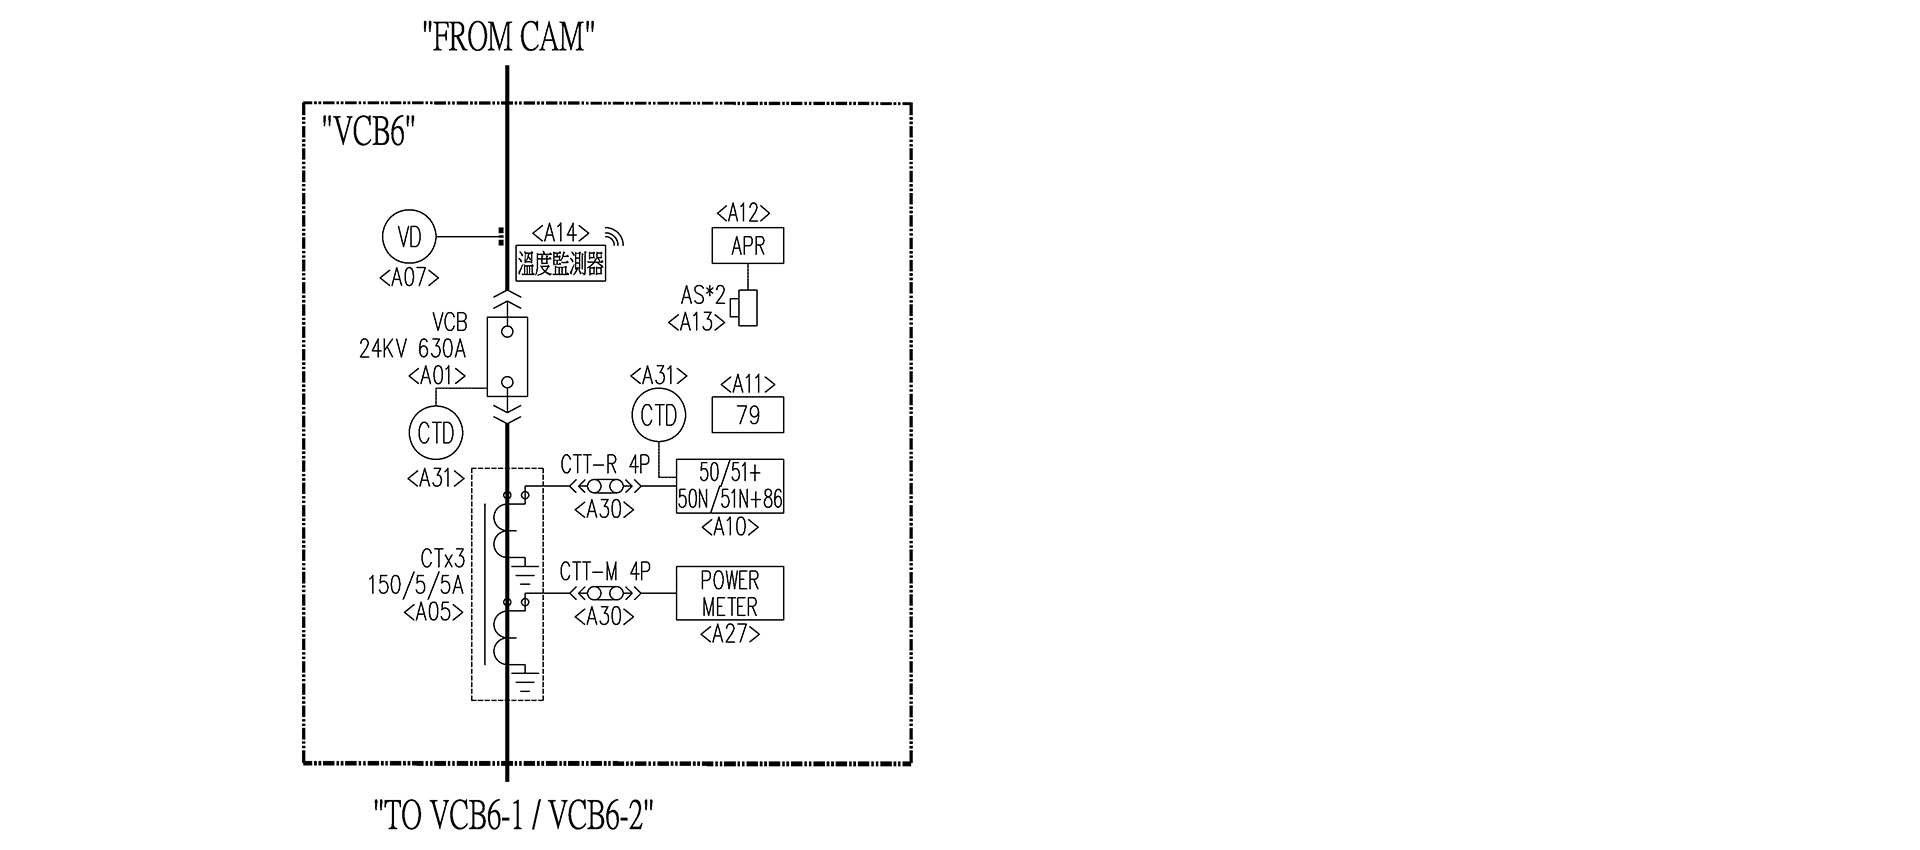 "FROM CAM"
"VCB6"
VD
<A07>
<A14>
溫度監測器
<A12>
APR
AS*2
<A13>
VCB
24KV 630A
<A01>
CTD
<A31>
<A31>
CTD
<A11>
79
CTT-R 4P
<A30>
50/51+
50N/51N+86
<A10>
CTx3
150/5/5A
<A05>
CTT-M 4P
<A30>
POWER
METER
<A27>
"TO VCB6-1 / VCB6-2"